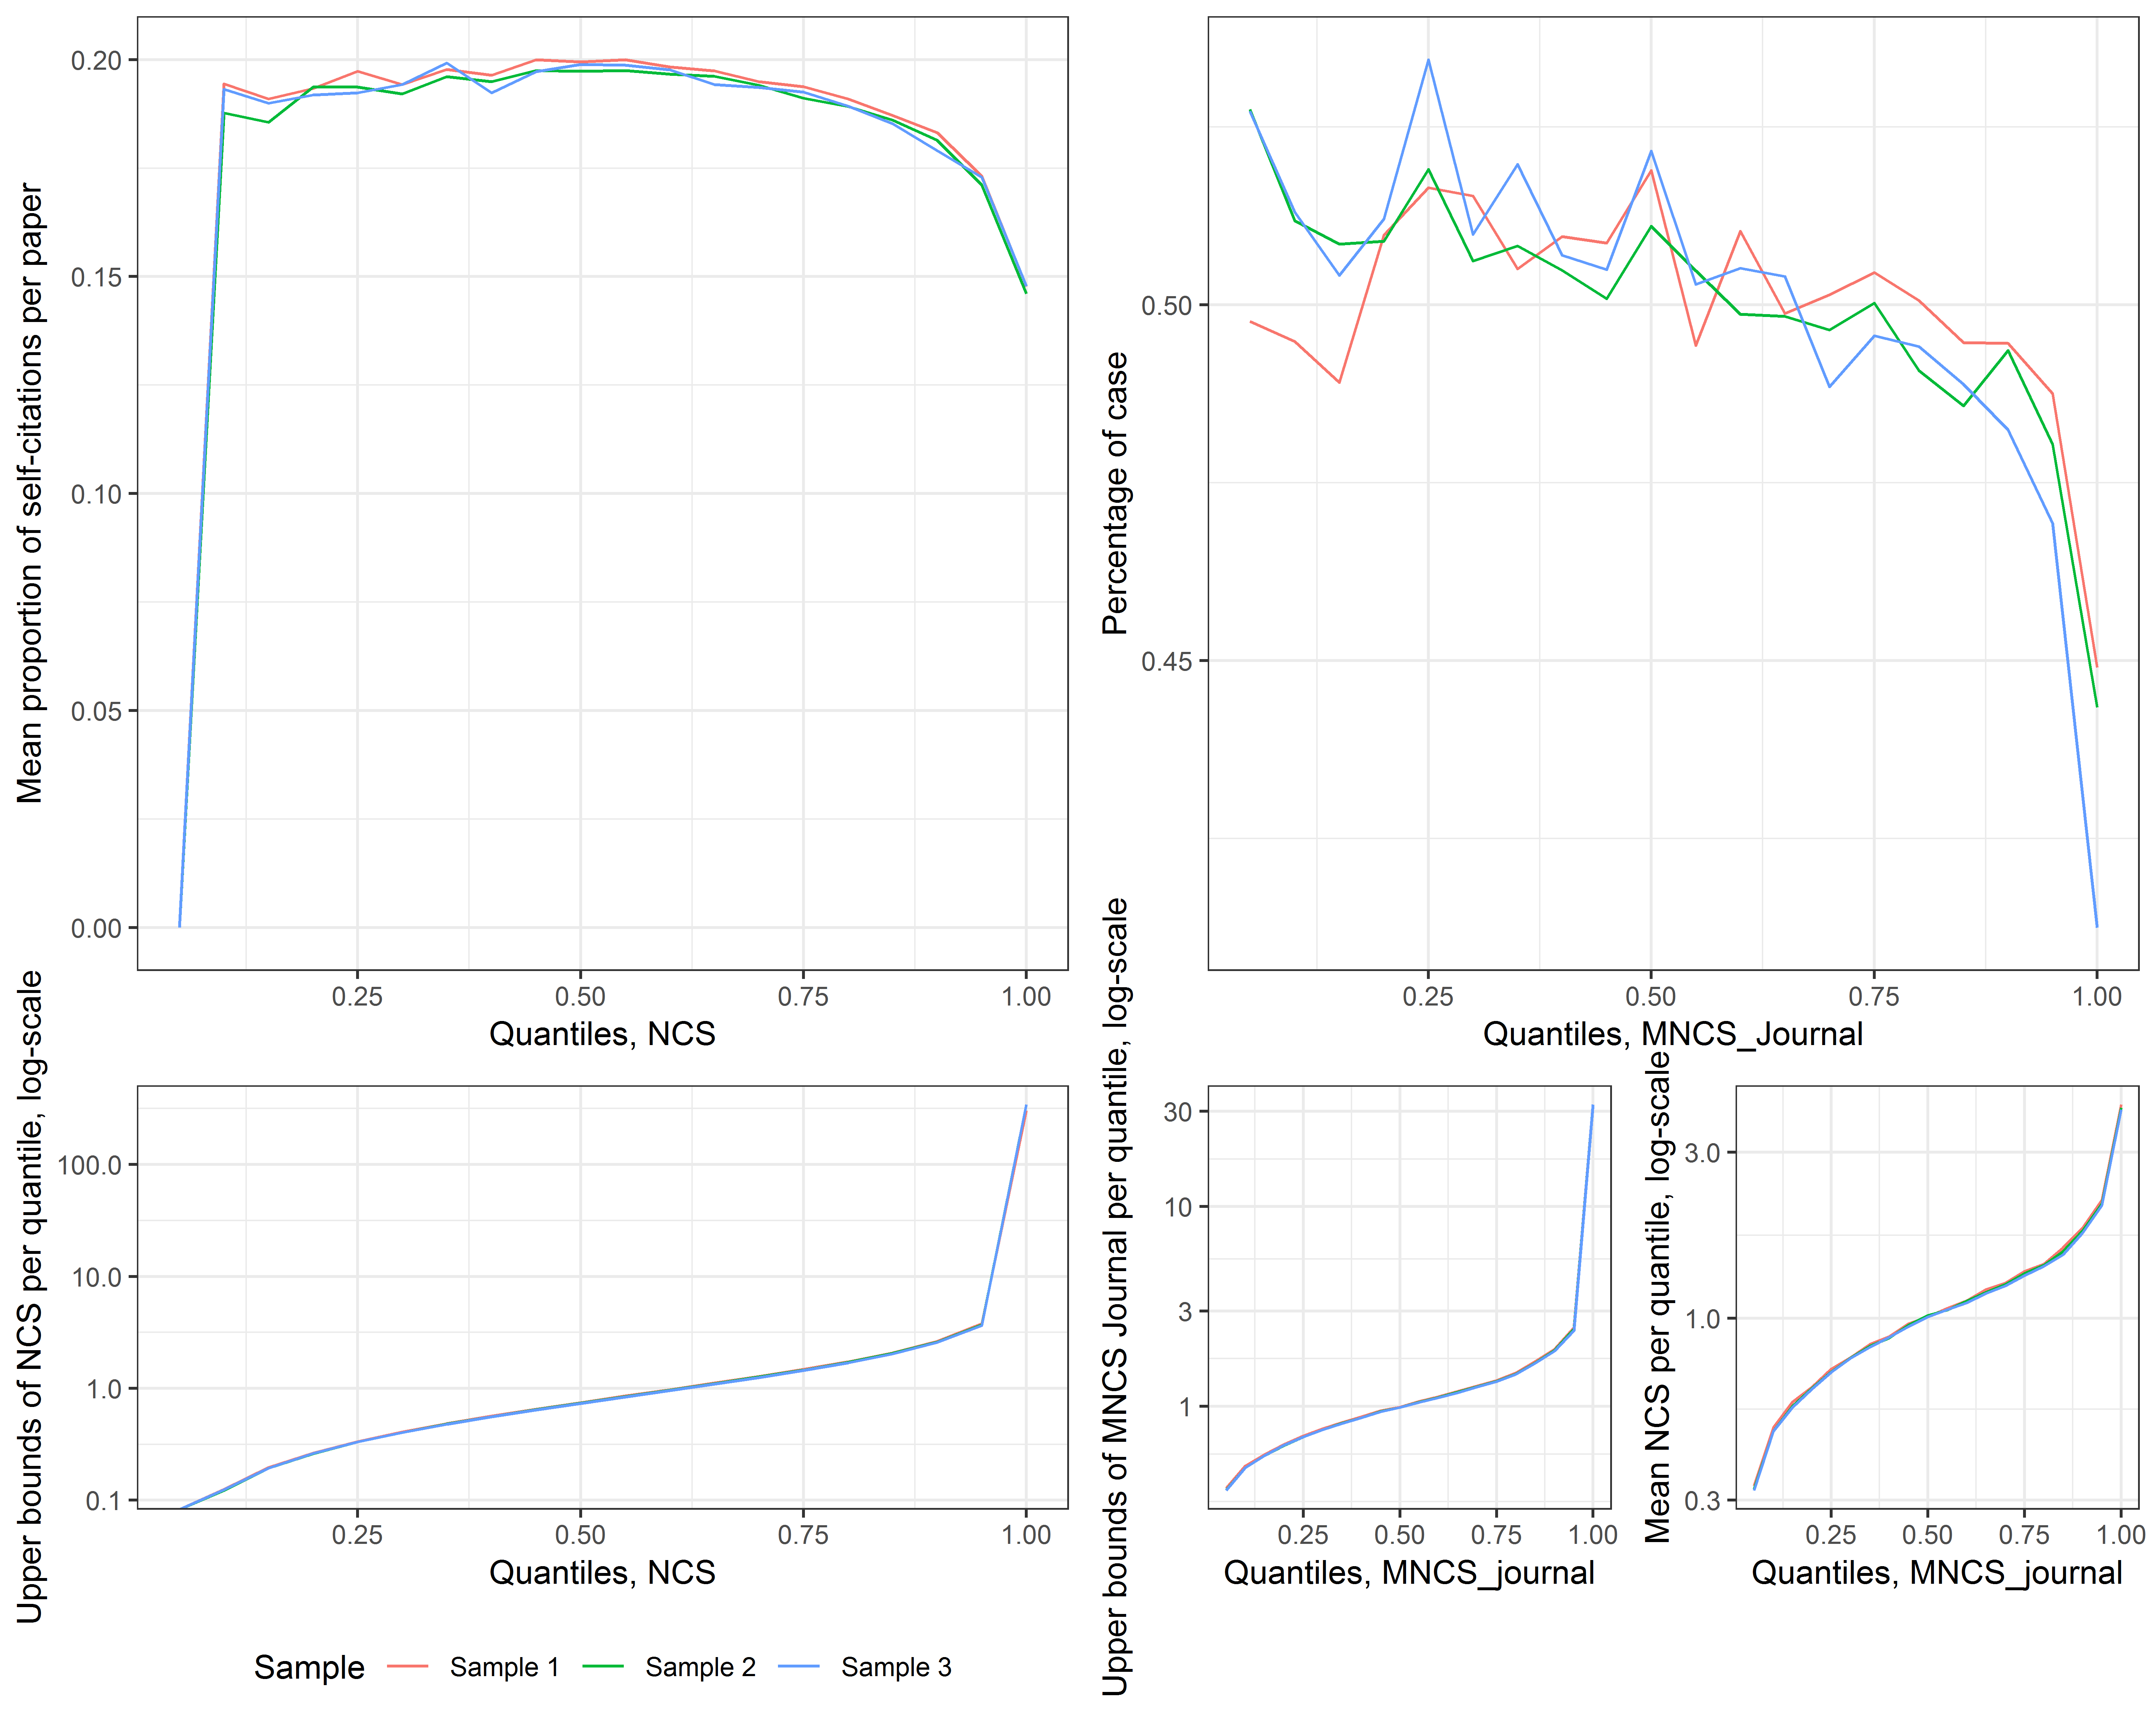 Mean proportion of self-citations per paper
0.20
0.15
0.10
0.05
0.00
0.25 0.50 0.75 1.00
Quantiles, NCS
Percentage of case
0.50
0.45
0.25 0.50 0.75 1.00
Quantiles, MNCS_Journal
Upper bounds of NCS per quantile, log-scale
100.0
10.0
1.0
0.1
0.25 0.50 0.75 1.00
Quantiles, NCS
Upper bounds of MNCS Journal per quantile, log-scale
30
10
3
1
0.25 0.50 0.75 1.00
Quantiles, MNCS_journal
Mean NCS per quantile, log-scale
3.0
1.0
0.3
0.25 0.50 0.75 1.00
Quantiles, MNCS_journal
Sample Sample 1 Sample 2 Sample 3